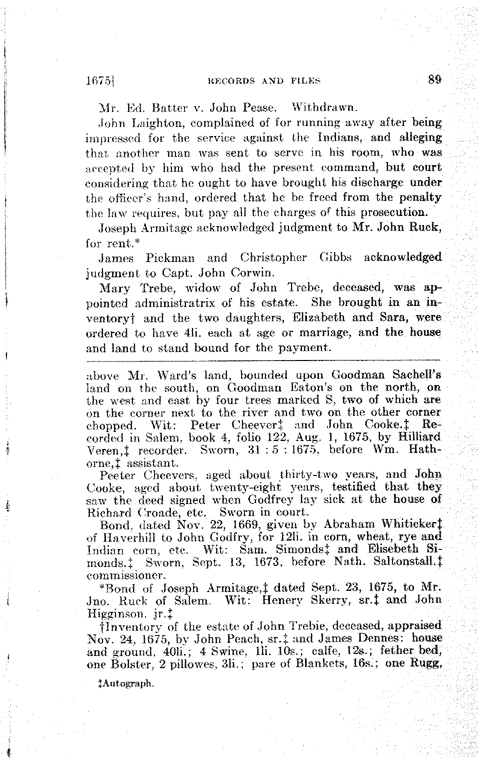 1675] RECORDS AND FILES 89
Mr. Ed. Batter v. John Pease. Withdrawn.
John Laighton, complained of for running away after being
impressed for the service against the Indians, and alleging
that another man was sent to serve in his room, who was
accepted by him who had the present command, but court
considering that he ought to have brought his discharge under
the officer's hand, ordered that he be freed from the penalty
the law requires, but pay all the charges of this prosecution.
Joseph Armitage acknowledged judgment to Mr. John Ruck,
for rent.*
James Pickman and Christopher Gibbs acknowledged
judgment to Capt. John Corwin.
Mary Trebe, widow of John Trebe, deceased, was ap-
pointed administratrix of his estate. She brought in an in-
ventory† and the two daughters, Elizabeth and Sara, were
ordered to have 4li. each at age or marriage, and the house
and land to stand bound for the payment.
above Mr. Ward's land, bounded upon Goodman Sachell's
land on the south, on Goodman Eaton's on the north, on
the west and east by four trees marked S, two of which are
on the corner next to the river and two on the other corner
chopped. Wit: Peter Cheever‡ and John Cooke.‡ Re-
corded in Salem, book 4, folio 122, Aug. 1, 1675, by Hilliard
Veren,‡ recorder. Sworn, 31 : 5 : 1675, before Wm. Hath-
orne,‡ assistant.
Peeter Cheevers, aged about thirty-two years, and John
Cooke, aged about twenty-eight years, testified that they
saw the deed signed when Godfrey lay sick at the house of
Richard Croade, etc. Sworn in court.
Bond, dated Nov. 22, 1669, given by Abraham Whiticker‡
of Haverhill to John Godfry, for 12li. in corn, wheat, rye and
Indian corn, etc. Wit: Sam. Simonds‡ and Elisebeth Si-
monds.‡ Sworn, Sept. 13, 1673, before Nath. Saltonstall,‡
commissioner.
*Bond of Joseph Armitage,‡ dated Sept. 23, 1675, to Mr.
Jno. Ruck of Salem. Wit: Henery Skerry, sr.‡ and John
Higginson, jr.‡
†Inventory of the estate of John Trebie, deceased, appraised
Nov. 24, 1675, by John Peach, sr.‡ and James Dennes: house
and ground, 40li.; 4 Swine, 1li. 10s.; calfe, 12s.; fether bed,
one Bolster, 2 pillowes, 3li.; pare of Blankets, 16s.; one Rugg,
‡Autograph.